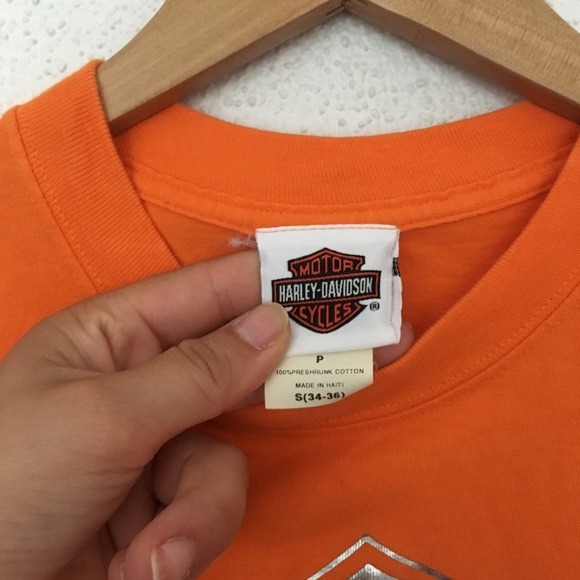 MOTOR
HARLEY-DAVIDSON
CYCLES ®
P
100%PRESHRUNK COTTON
MADE IN HAITI
S(34-36)